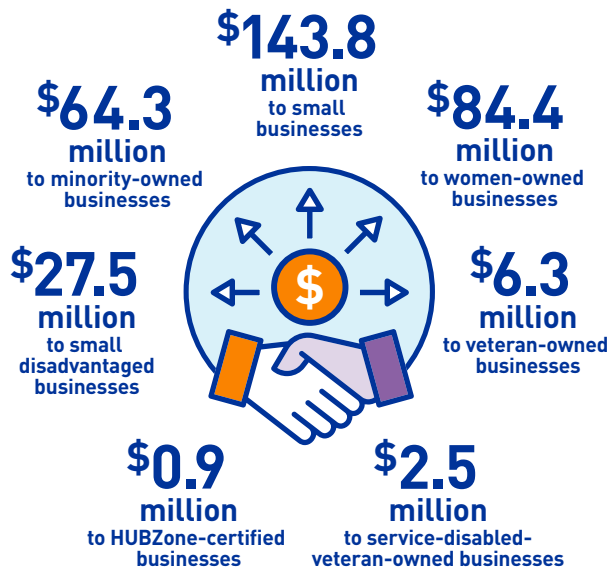 $143.8
million
to small
businesses
$64.3
million
to minority-owned
businesses
$84.4
million
to women-owned
businesses
$27.5
million
to small
disadvantaged
businesses
$
$6.3
million
to veteran-owned
businesses
$0.9
million
to HUBZone-certified
businesses
$2.5
million
to service-disabled-
veteran-owned businesses